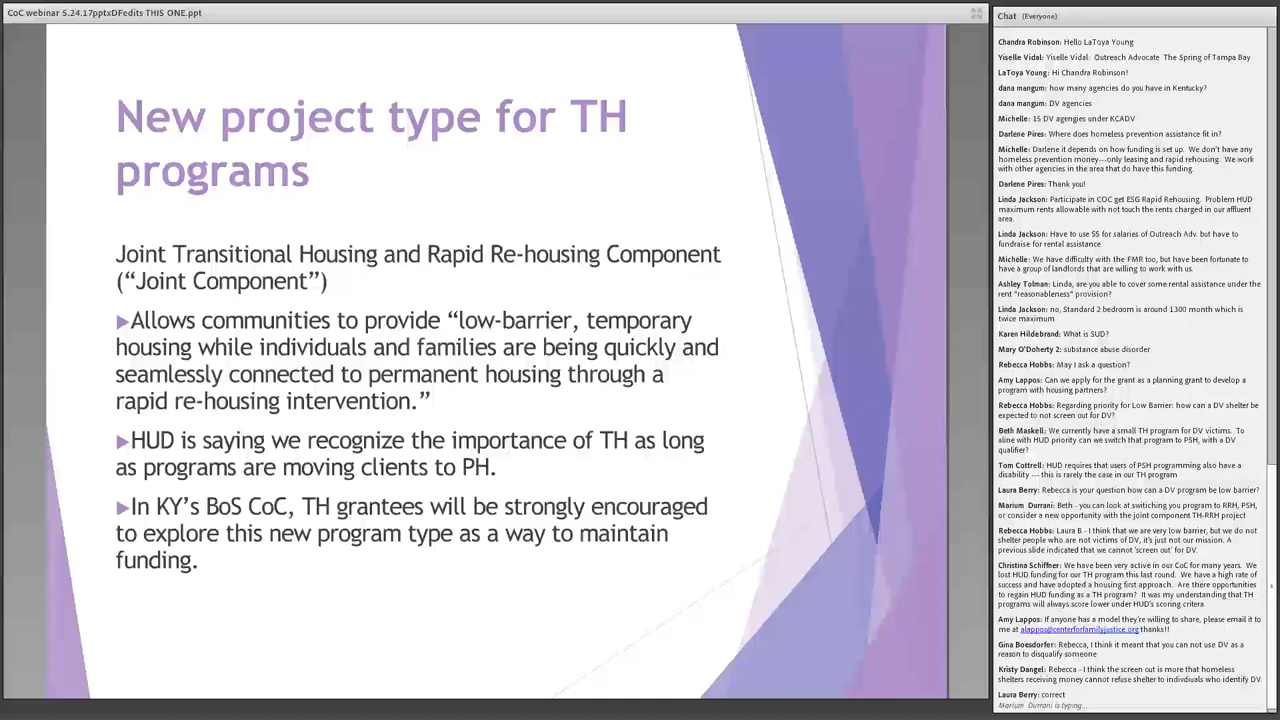 CoC webinar 5.24.17pptxDFedits THIS ONE.ppt
New project type for TH
programs
Joint Transitional Housing and Rapid Re-housing Component
(“Joint Component”)
▶Allows communities to provide “low-barrier, temporary
housing while individuals and families are being quickly and
seamlessly connected to permanent housing through a
rapid re-housing intervention.”
▶HUD is saying we recognize the importance of TH as long
as programs are moving clients to PH.
▶In KY’s BoS CoC, TH grantees will be strongly encouraged
to explore this new program type as a way to maintain
funding.
Chat (Everyone)
Chandra Robinson: Hello LaToya Young
Yiselle Vidal: Yiselle Vidal: Outreach Advocate The Spring of Tampa Bay
LaToya Young: Hi Chandra Robinson!
dana mangum: how many agencies do you have in Kentucky?
dana mangum: DV agencies
Michelle: 15 DV agengies under KCADV
Darlene Pires: Where does homeless prevention assistance fit in?
Michelle: Darlene it depends on how funding is set up. We don't have any
homeless prevention money---only leasing and rapid rehousing. We work
with other agencies in the area that do have this funding.
Darlene Pires: Thank you!
Linda Jackson: Participate in COC get ESG Rapid Rehousing. Problem HUD
maximum rents allowable with not touch the rents charged in our affluent
area.
Linda Jackson: Have to use $$ for salaries of Outreach Adv. but have to
fundraise for rental assistance
Michelle: We have difficulty with the FMR too, but have been fortunate to
have a group of landlords that are willing to work with us.
Ashley Tolman: Linda, are you able to cover some rental assistance under the
rent "reasonableness" provision?
Linda Jackson: no, Standard 2 bedroom is around 1300 month which is
twice maximum
Karen Hildebrand: What is SUD?
Mary O'Doherty 2: substance abuse disorder
Rebecca Hobbs: May I ask a question?
Amy Lappos: Can we apply for the grant as a planning grant to develop a
program with housing partners?
Rebecca Hobbs: Regarding priority for Low Barrier: how can a DV shelter be
expected to not screen out for DV?
Beth Maskell: We currently have a small TH program for DV victims. To
aline with HUD priority can we switch that program to PSH, with a DV
qualifier?
Tom Cottrell: HUD requires that users of PSH programming also have a
disability --- this is rarely the case in our TH program
Laura Berry: Rebecca is your question how can a DV program be low barrier?
Marium Durrani: Beth - you can look at switching you program to RRH, PSH,
or consider a new opportunity with the joint component TH-RRH project
Rebecca Hobbs: Laura B - I think that we are very low barrier, but we do not
shelter people who are not victims of DV, it's just not our mission. A
previous slide indicated that we cannot 'screen out' for DV.
Christina Schiffner: We have been very active in our CoC for many years. We
lost HUD funding for our TH program this last round. We have a high rate of
success and have adopted a housing first approach. Are there opportunities
to regain HUD funding as a TH program? It was my understanding that TH
programs will always score lower under HUD's scoring critera.
Amy Lappos: If anyone has a model they're willing to share, please email it to
me at alappos@centerforfamilyjustice.org thanks!!
Gina Boesdorfer: Rebecca, I think it meant that you can not use DV as a
reason to disqualify someone
Kristy Dangel: Rebecca - I think the screen out is more that homeless
shelters receiving money cannot refuse shelter to indivdiuals who identify DV.
Laura Berry: correct
Marium Durrani is typing...